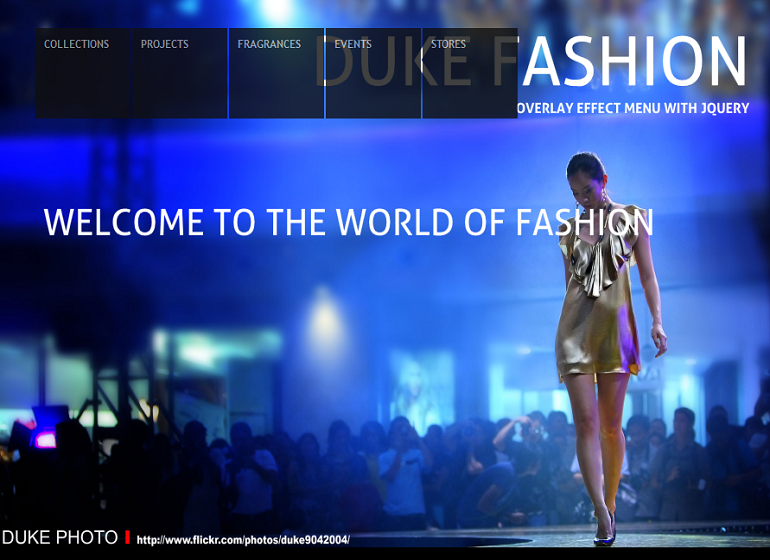 COLLECTIONS PROJECTS FRAGRANCES EVENTS STORES
DUKE FASHION
OVERLAY EFFECT MENU WITH JQUERY
WELCOME TO THE WORLD OF FASHION
DUKE PHOTO | http://www.flickr.com/photos/duke9042004/